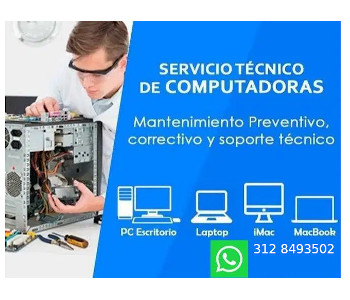 SERVICIO TÉCNICO
DE COMPUTADORAS
Mantenimiento Preventivo,
correctivo y soporte técnico
PC Escritorio
Laptop
iMac
MacBook
312 8493502